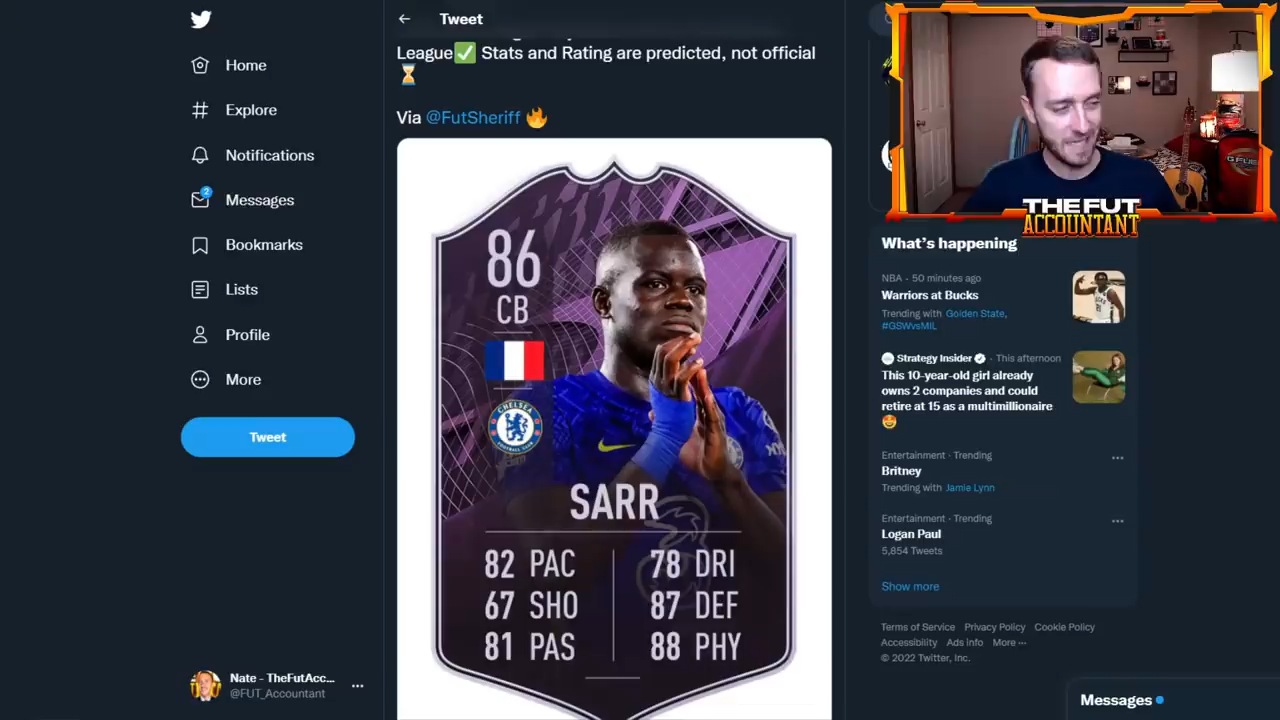 Home
Explore
Notifications
2
Messages
Bookmarks
Lists
Profile
More
Tweet
Nate - TheFutAcc...
@FUT_Accountant
Tweet
League✅ Stats and Rating are predicted, not official
⏳
Via @FutSheriff 🔥
86
CB
CHELSEA
FOOTBALL CLUB
SARR
82 PAC
67 SHO
81 PAS
78 DRI
87 DEF
88 PHY
THE FUT
ACCOUNTANT
G FUEL
What's happening
NBA · 50 minutes ago
Warriors at Bucks
Trending with Golden State,
#GSWvsMIL
Strategy Insider · This afternoon
This 10-year-old girl already
owns 2 companies and could
retire at 15 as a multimillionaire
🤩
Entertainment · Trending
Britney
Trending with Jamie Lynn
Entertainment · Trending
Logan Paul
5,854 Tweets
Show more
Terms of Service Privacy Policy Cookie Policy
Accessibility Ads info More ···
© 2022 Twitter, Inc.
Messages